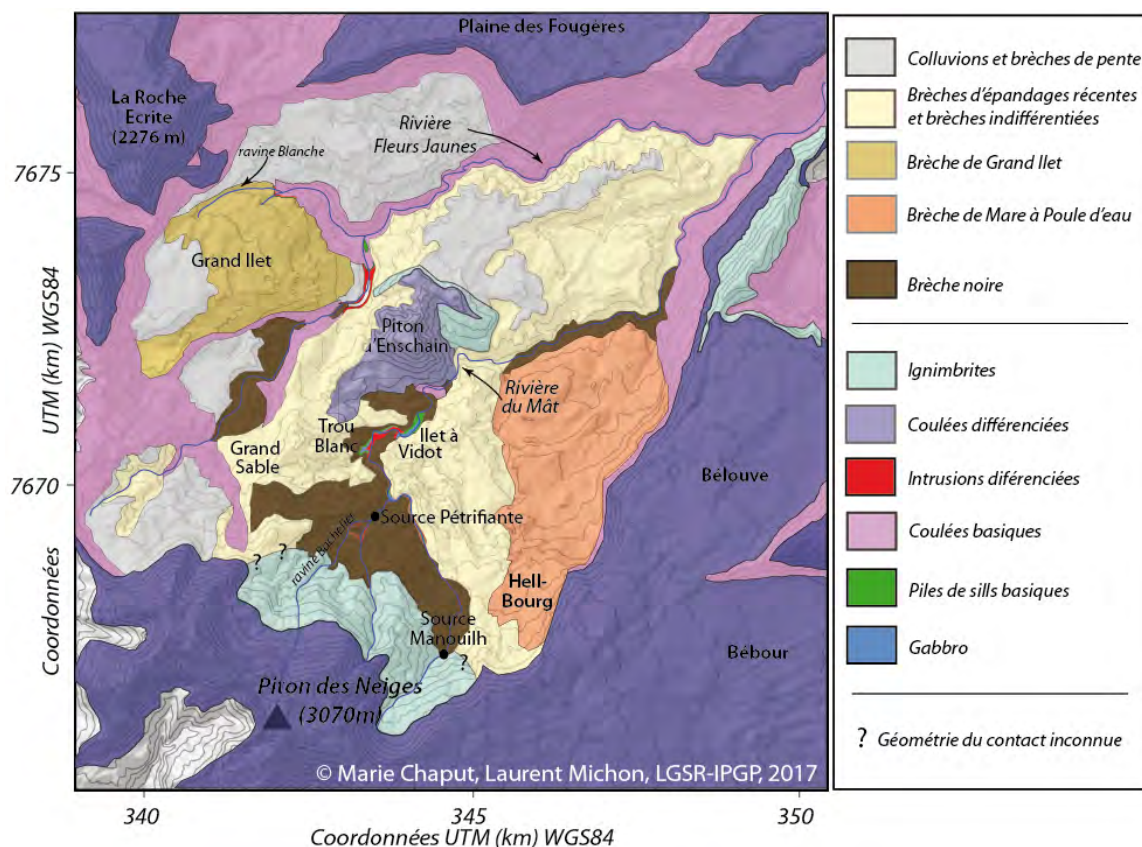 Plaine des Fougères
La Roche
Ecrite
(2276 m)
ravine Blanche
Rivière
Fleurs Jaunes
Grand Ilet
Piton
d'Enschain
Rivière
du Mât
Trou
Blanc
Ilet à
Vidot
Grand
Sable
Bélouve
Source Pétrifiante
ravine Bachelier
? ?
Hell-
Bourg
Source
Manouilh
?
Bébour
Piton des Neiges
(3070m)
© Marie Chaput, Laurent Michon, LGSR-IPGP, 2017
7675
7670
Coordonnées UTM (km) WGS84
340 345 350
Coordonnées UTM (km) WGS84
Colluvions et brèches de pente
Brèches d'épandages récentes
et brèches indifférentiées
Brèche de Grand Ilet
Brèche de Mare à Poule d'eau
Brèche noire
Ignimbrites
Coulées différenciées
Intrusions diférenciées
Coulées basiques
Piles de sills basiques
Gabbro
? Géométrie du contact inconnue